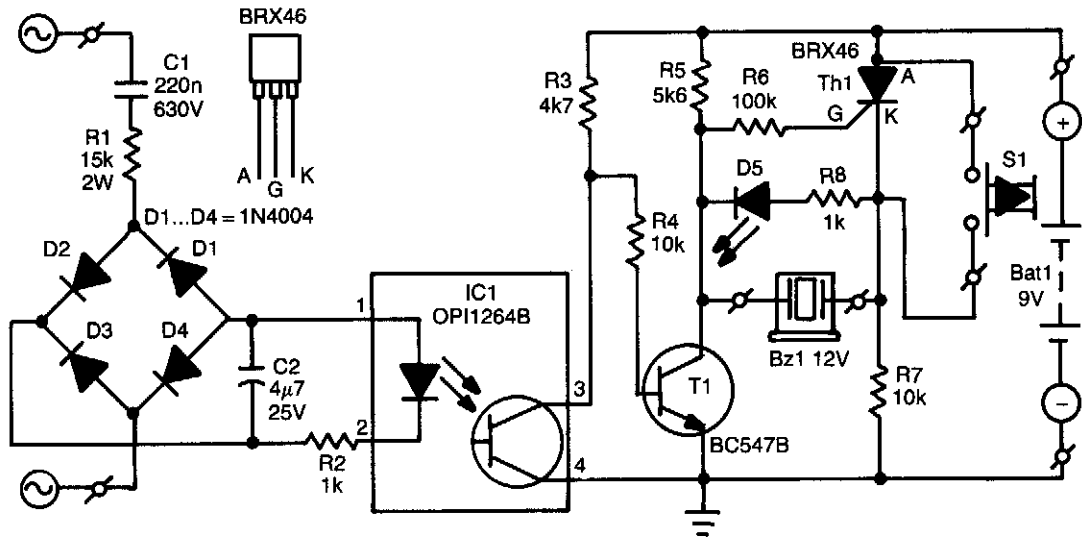 BRX46
A G K
C1
220n
630V
R1
15k
2W
D1...D4 = 1N4004
D2
D1
D3
D4
C2
4µ7
25V
R2
1k
IC1
OPI1264B
1
2
3
4
R3
4k7
R4
10k
R5
5k6
R6
100k
BRX46
Th1
A
G
K
D5
R8
1k
Bz1 12V
T1
BC547B
R7
10k
S1
+
Bat1
9V
−